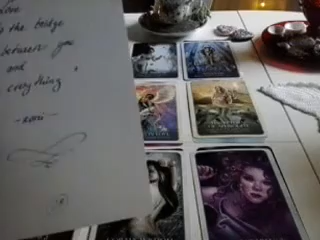 Love
is the bridge
between you
and
everything
-rumi-